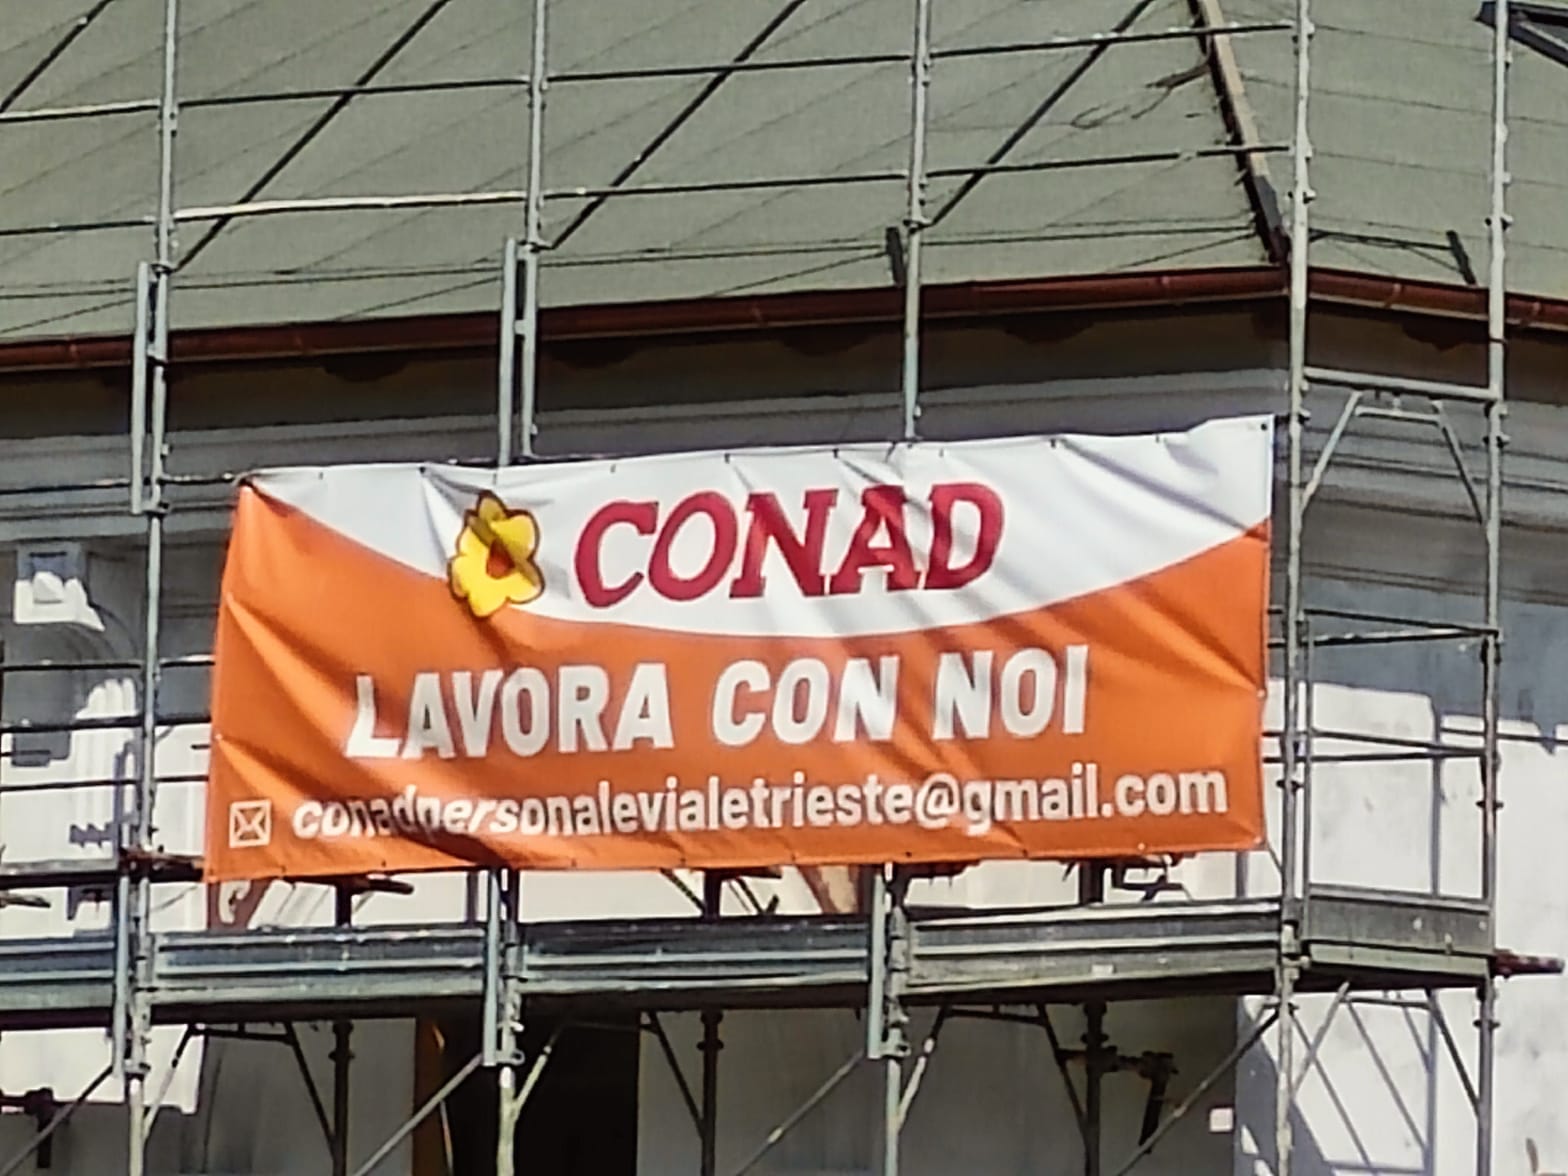 CONAD
LAVORA CON NOI
conadpersonalevialetrieste@gmail.com